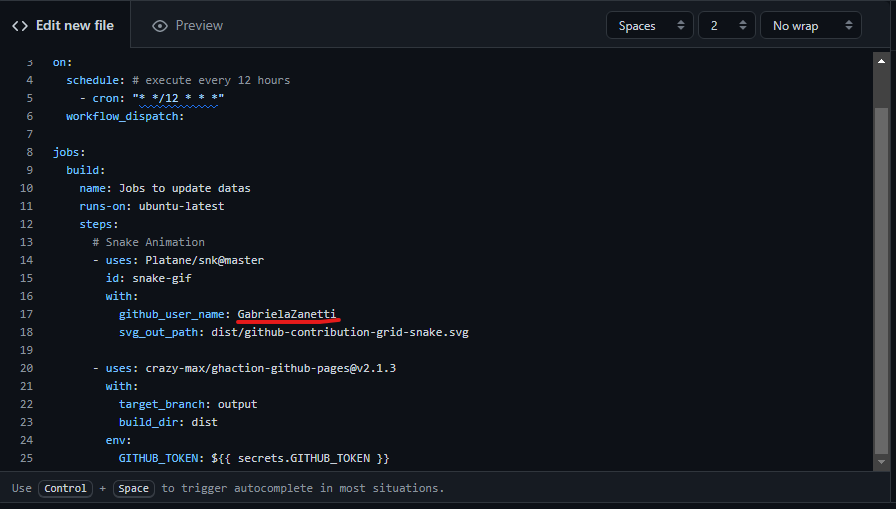 <> Edit new file
Preview
Spaces
2
No wrap
3 on:
4 schedule: # execute every 12 hours
5 - cron: "* */12 * * *"
6 workflow_dispatch:
7
8 jobs:
9 build:
10 name: Jobs to update datas
11 runs-on: ubuntu-latest
12 steps:
13 # Snake Animation
14 - uses: Platane/snk@master
15 id: snake-gif
16 with:
17 github_user_name: GabrielaZanetti
18 svg_out_path: dist/github-contribution-grid-snake.svg
19
20 - uses: crazy-max/ghaction-github-pages@v2.1.3
21 with:
22 target_branch: output
23 build_dir: dist
24 env:
25 GITHUB_TOKEN: ${{ secrets.GITHUB_TOKEN }}
Use Control + Space to trigger autocomplete in most situations.